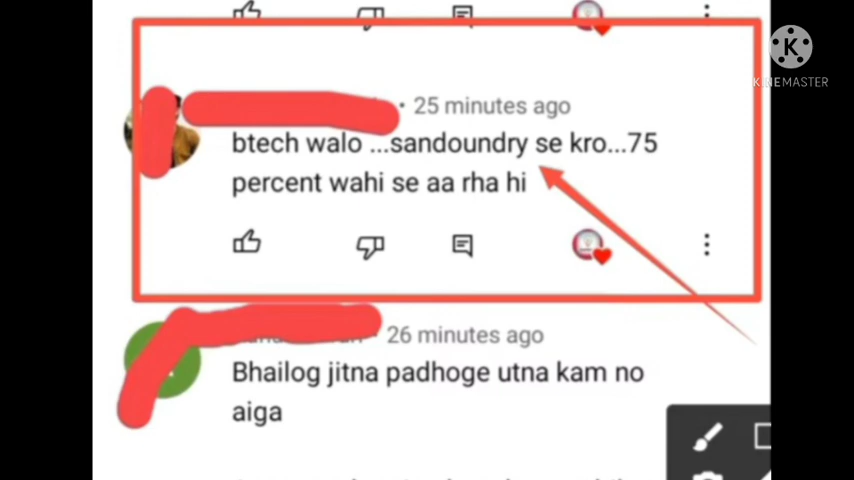 K
KINEMASTER
· 25 minutes ago
btech walo ...sandoundry se kro...75
percent wahi se aa rha hi
· 26 minutes ago
Bhailog jitna padhoge utna kam no
aiga